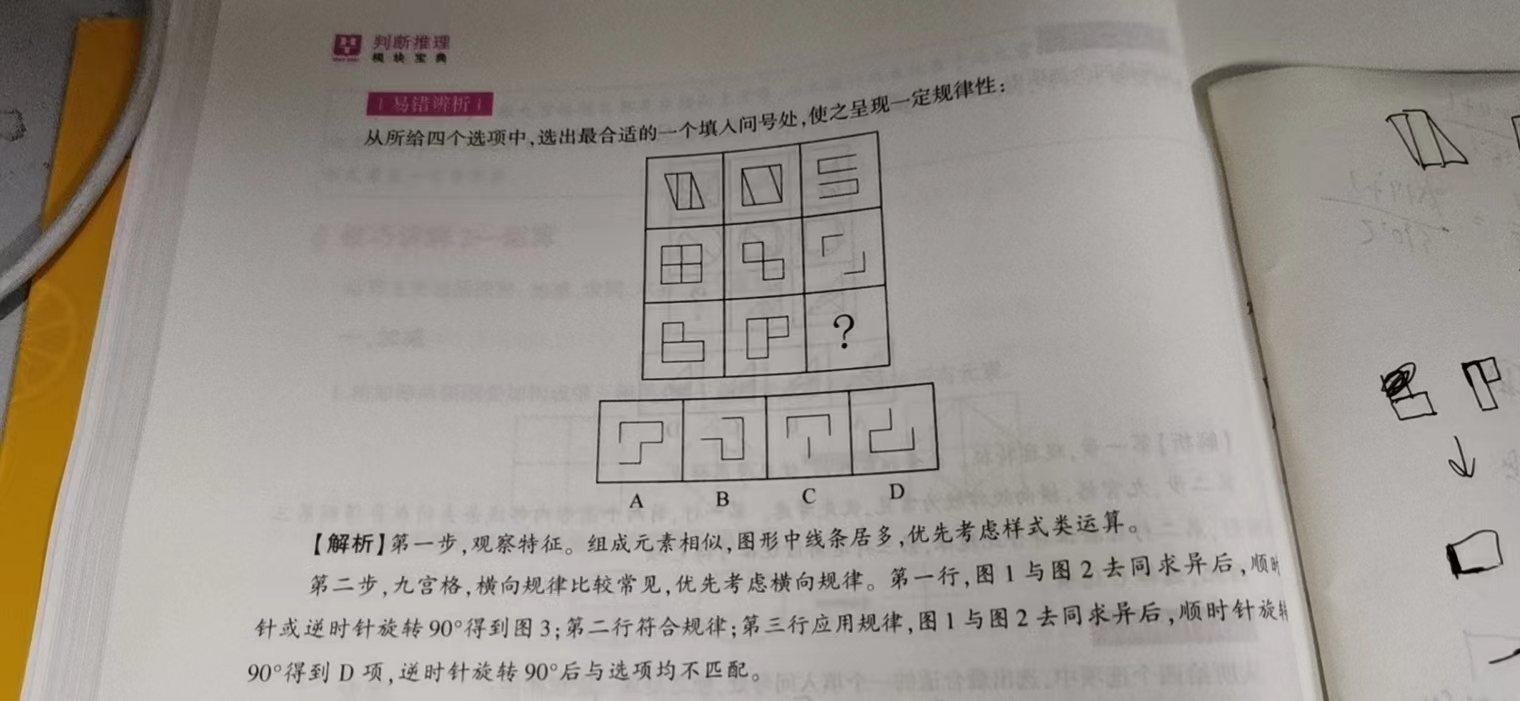 判断推理
模块宝典
易错辨析
从所给四个选项中,选出最合适的一个填入问号处,使之呈现一定规律性:
?
A B C D
【解析】第一步,观察特征。组成元素相似,图形中线条居多,优先考虑样式类运算。
第二步,九宫格,横向规律比较常见,优先考虑横向规律。第一行,图1与图2去同求异后,顺时
针或逆时针旋转90°得到图3;第二行符合规律;第三行应用规律,图1与图2去同求异后,顺时针旋转
90°得到D项,逆时针旋转90°后与选项均不匹配。